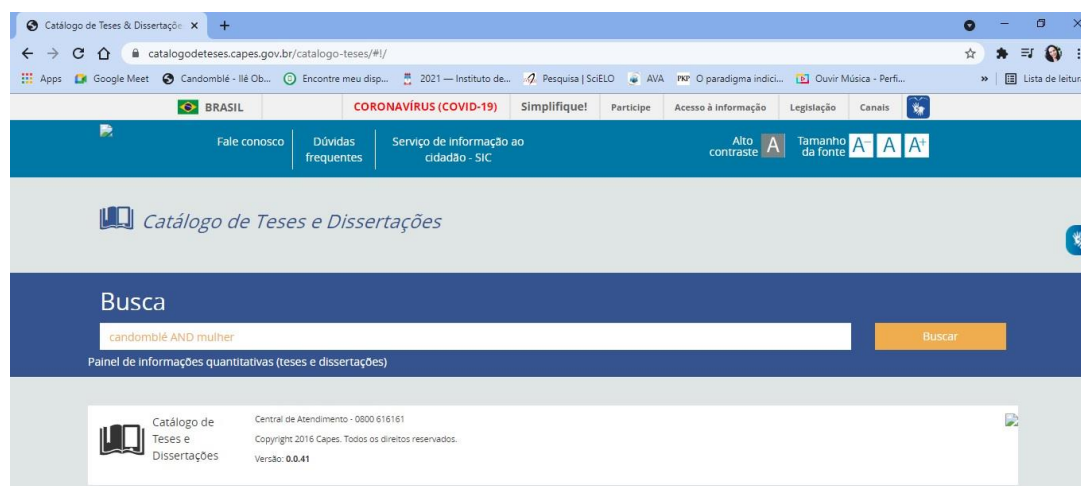 Catálogo de Teses & Dissertaçõe
catalogodeteses.capes.gov.br/catalogo-teses/#!/
Apps Google Meet Candomblé - Ilê Ob... Encontre meu disp... 2021 — Instituto de... Pesquisa | SciELO AVA PKP O paradigma indici... Ouvir Música - Perfi... » Lista de leitura
BRASIL CORONAVÍRUS (COVID-19) Simplifique! Participe Acesso à informação Legislação Canais
Fale conosco Dúvidas frequentes Serviço de informação ao cidadão - SIC Alto contraste A Tamanho da fonte A- A A+
Catálogo de Teses e Dissertações
Busca
candomblé AND mulher Buscar
Painel de informações quantitativas (teses e dissertações)
Catálogo de Teses e Dissertações
Central de Atendimento - 0800 616161
Copyright 2016 Capes. Todos os direitos reservados.
Versão: 0.0.41